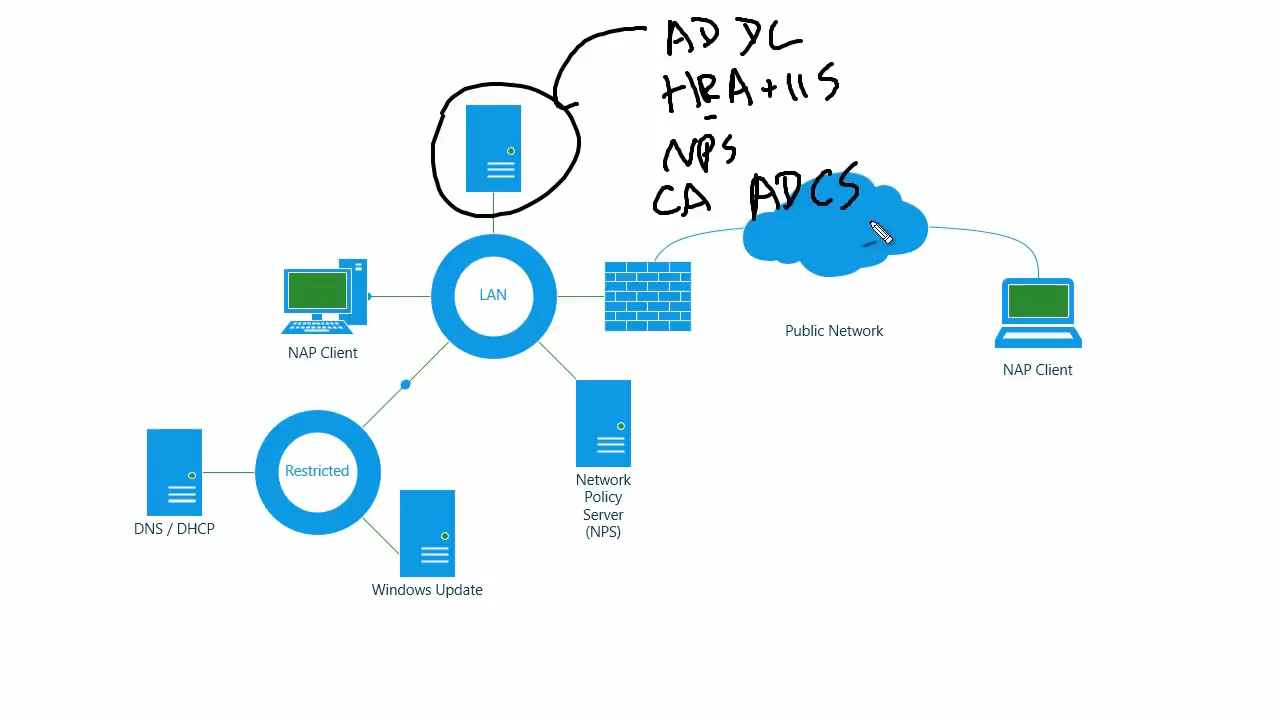 AD DC
HRA + IIS
NPS
CA ADCS
LAN
NAP Client
Public Network
NAP Client
Restricted
Network
Policy
Server
(NPS)
DNS / DHCP
Windows Update